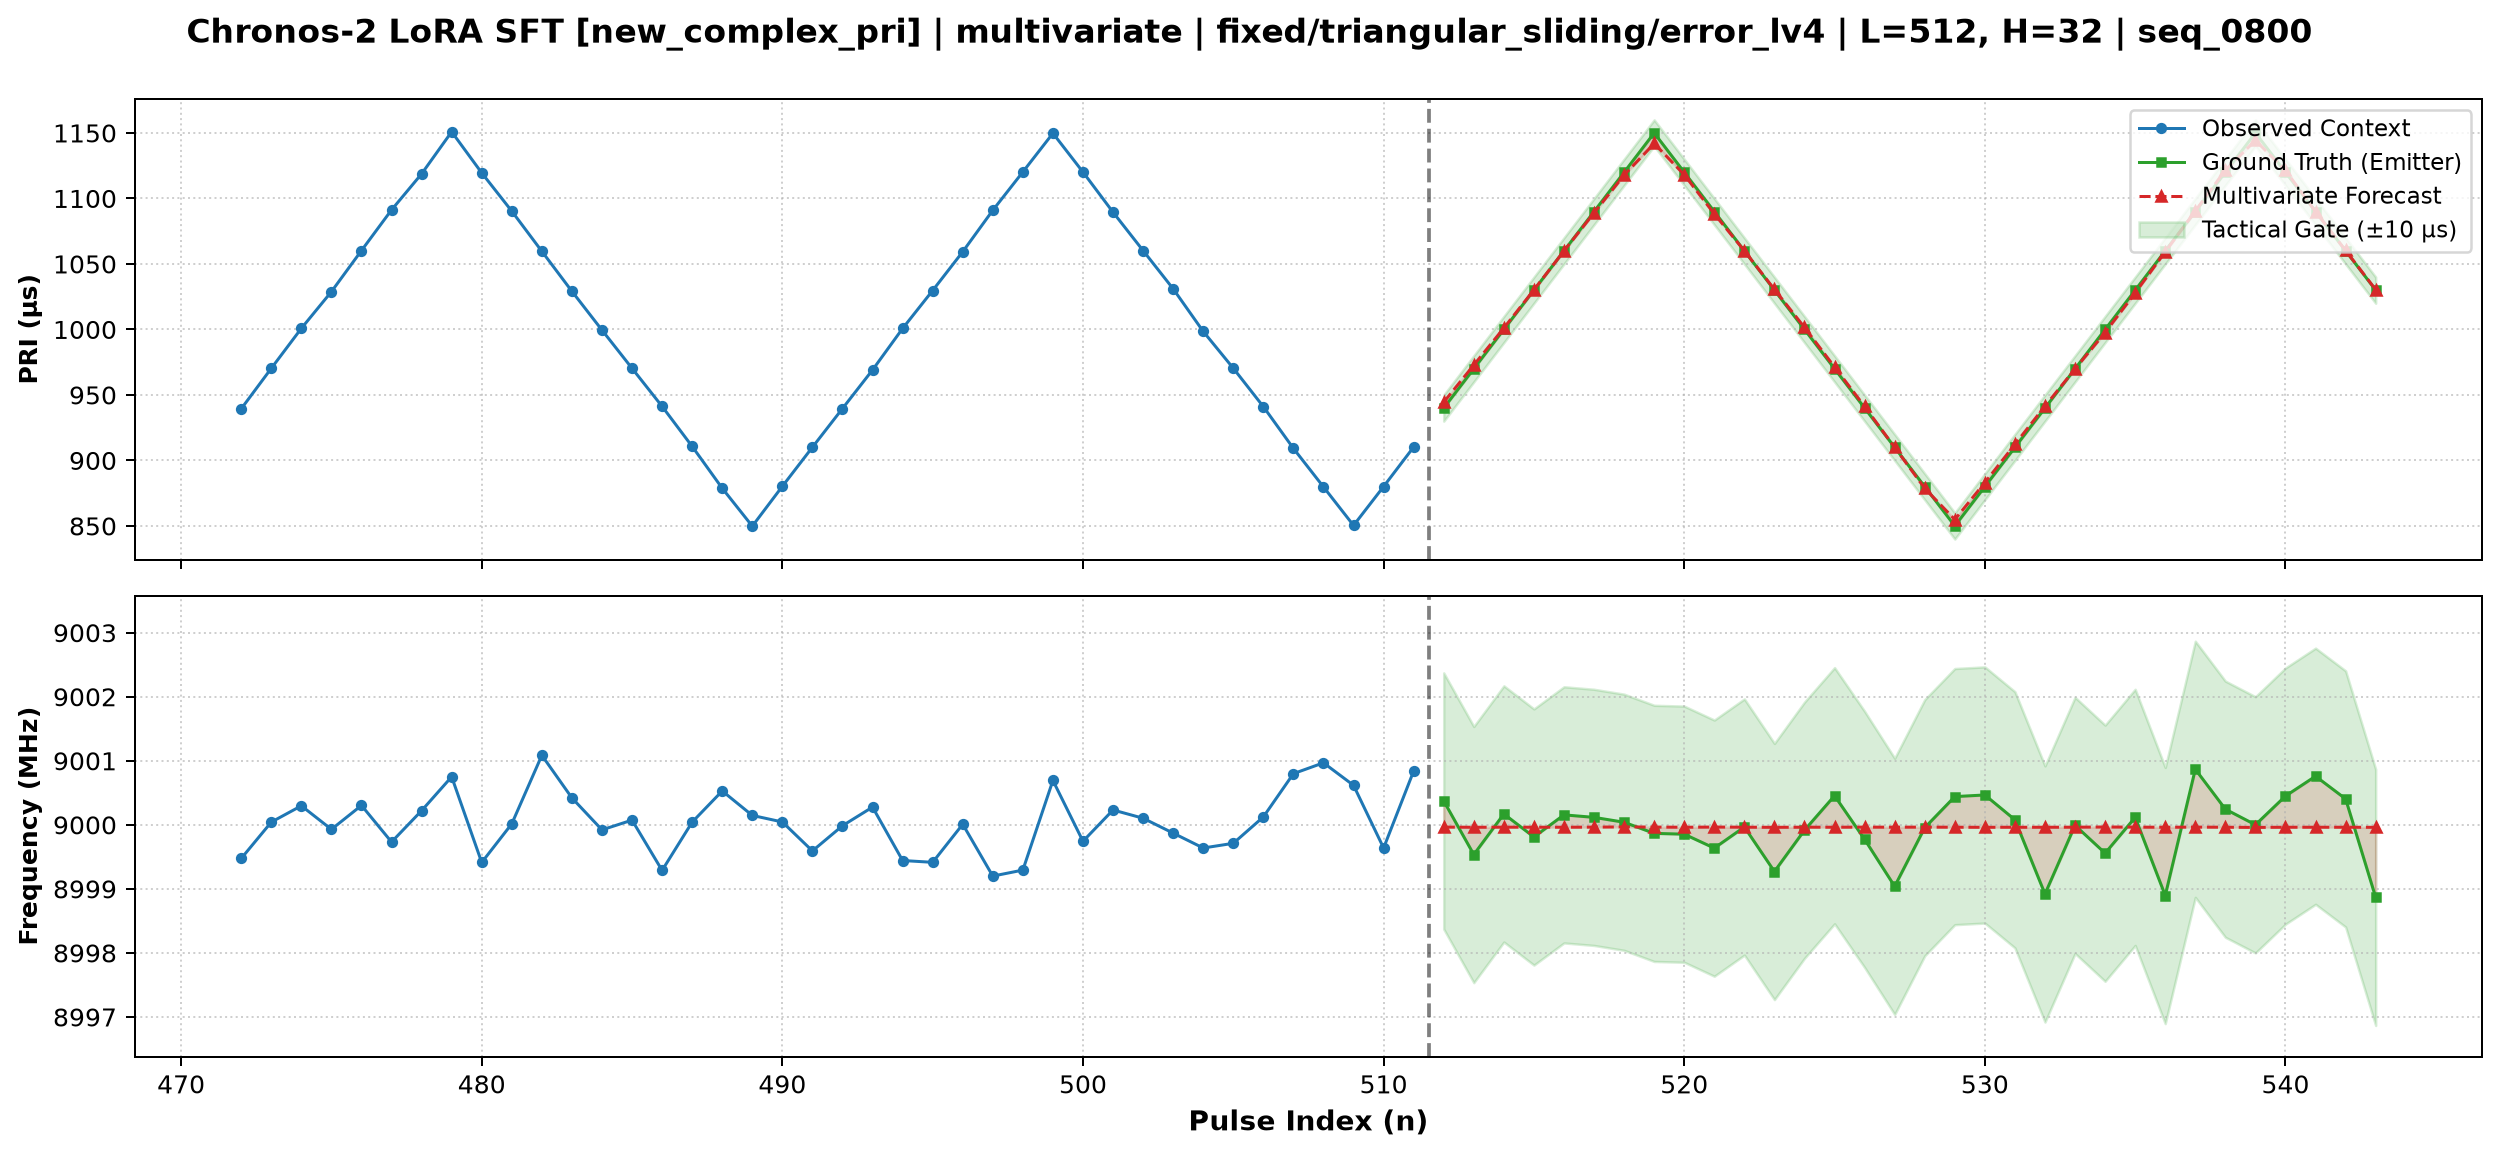 Chronos-2 LoRA SFT [new_complex_pri] | multivariate | fixed/triangular_sliding/error_lv4 | L=512, H=32 | seq_0800
PRI (µs)
1150
1100
1050
1000
950
900
850
Observed Context
Ground Truth (Emitter)
Multivariate Forecast
Tactical Gate (±10 µs)
Frequency (MHz)
9003
9002
9001
9000
8999
8998
8997
470 480 490 500 510 520 530 540
Pulse Index (n)